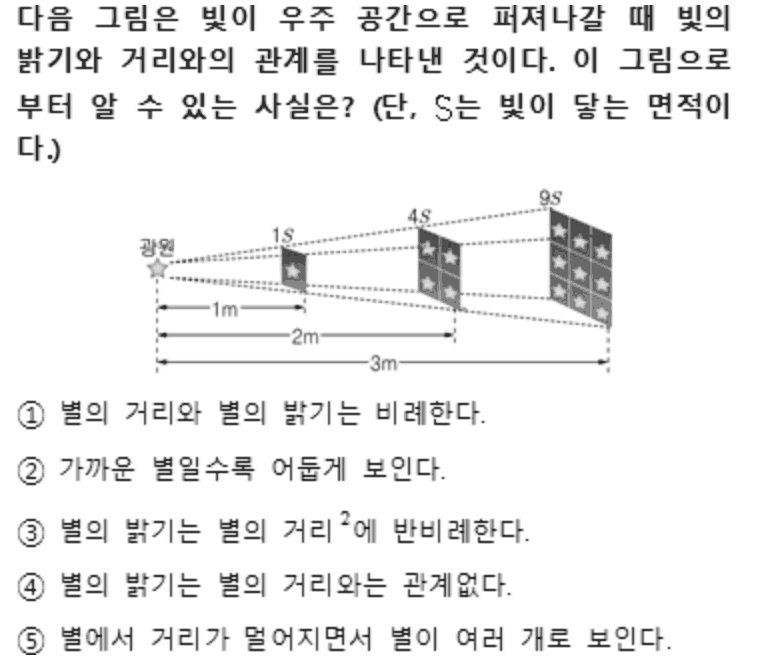 다음 그림은 빛이 우주 공간으로 퍼져나갈 때 빛의
밝기와 거리와의 관계를 나타낸 것이다. 이 그림으로
부터 알 수 있는 사실은? (단, S는 빛이 닿는 면적이
다.)
9S
4S
1S
광원
1m
2m
3m
① 별의 거리와 별의 밝기는 비례한다.
② 가까운 별일수록 어둡게 보인다.
③ 별의 밝기는 별의 거리²에 반비례한다.
④ 별의 밝기는 별의 거리와는 관계없다.
⑤ 별에서 거리가 멀어지면서 별이 여러 개로 보인다.